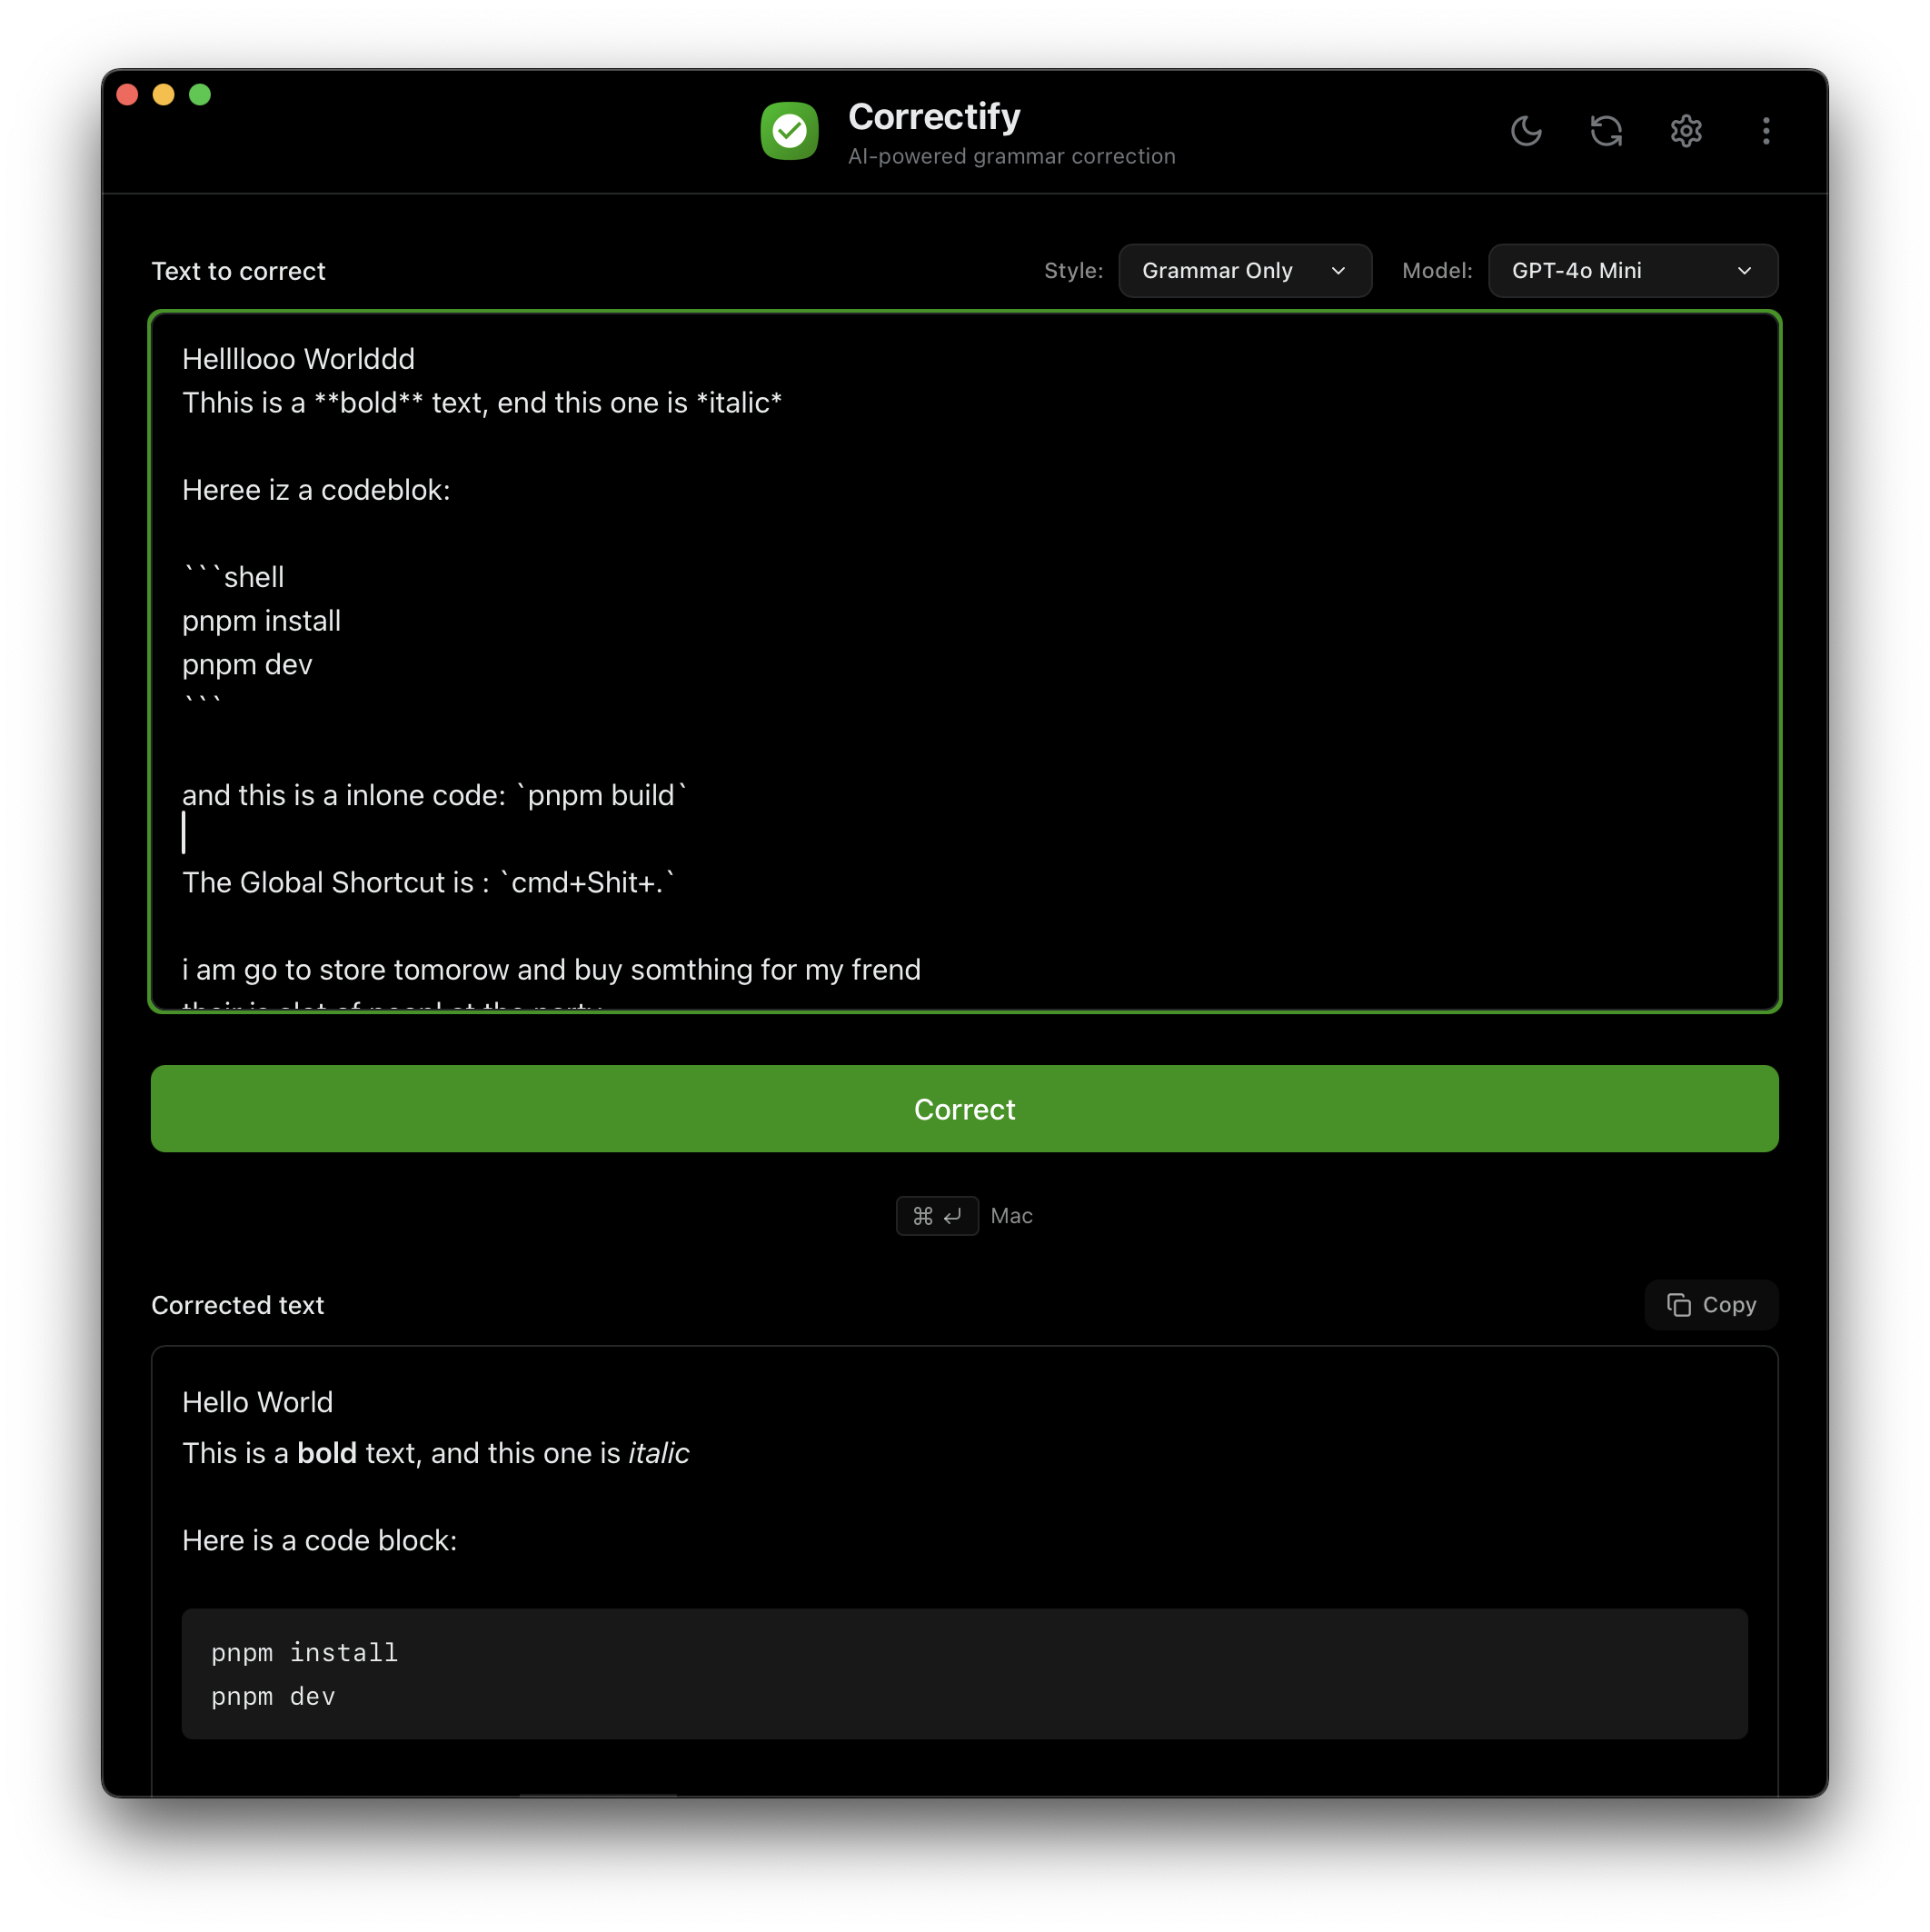 Correctify
AI-powered grammar correction
Text to correct
Style: Grammar Only Model: GPT-4o Mini
Helllloo​o Worlddd
Thhis is a **bold** text, end this one is *italic*
Heree iz a codeblok:
```shell
pnpm install
pnpm dev
```
and this is a inlone code: `pnpm build`
The Global Shortcut is : `cmd+Shit+.`
i am go to store tomorow and buy somthing for my frend
Correct
⌘ ↵ Mac
Corrected text
Copy
Hello World
This is a bold text, and this one is italic
Here is a code block:
pnpm install
pnpm dev